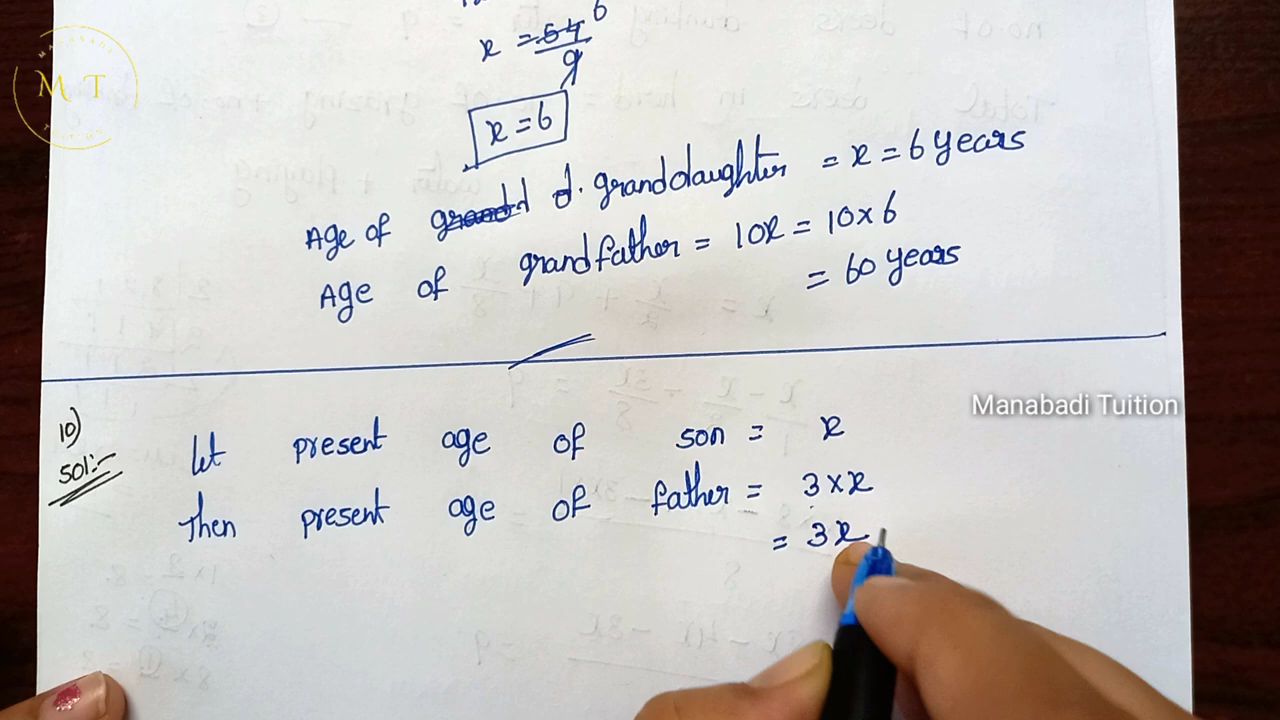 x = 54 6
9
x = 6
Age of grand d. granddaughter = x = 6 years
Age of grandfather = 10x = 10 x 6
= 60 years
M T
Manabadi Tuition
10)
Sol:- Let present age of son = x
Then present age of father = 3 x x
= 3x